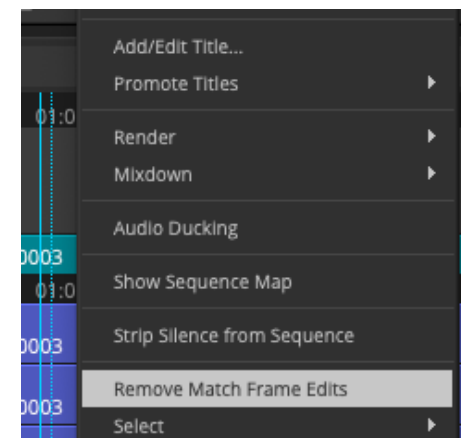 Add/Edit Title...
Promote Titles
01:0
Render
Mixdown
Audio Ducking
0003
Show Sequence Map
01:0
Strip Silence from Sequence
0003
Remove Match Frame Edits
0003
Select